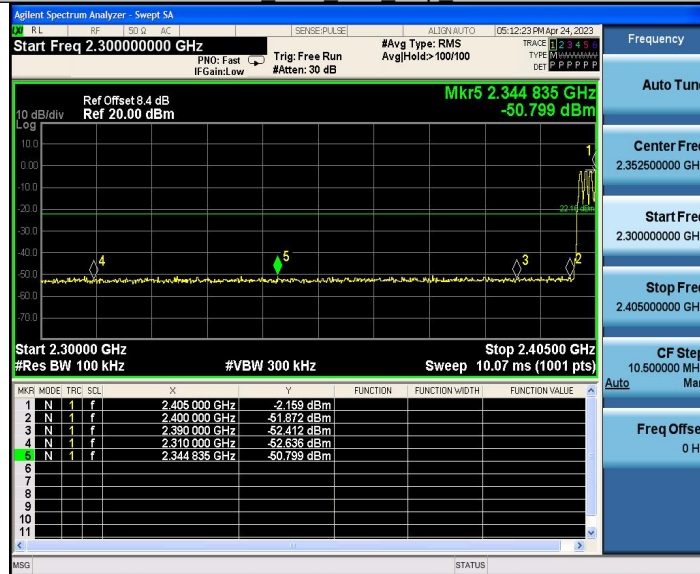 Agilent Spectrum Analyzer - Swept SA
RL RF 50 Ω AC SENSE:PULSE ALIGN AUTO 05:12:23 PM Apr 24, 2023
Start Freq 2.300000000 GHz #Avg Type: RMS TRACE 1 2 3 4 5 6
PNO: Fast Trig: Free Run Avg|Hold:>100/100 TYPE M
IFGain:Low #Atten: 30 dB DET P P P P P P
Frequency
Mkr5 2.344 835 GHz
-50.799 dBm
Ref Offset 8.4 dB
10 dB/div Ref 20.00 dBm
Log
10.0
0.00
-10.0
-20.0
-30.0
-40.0
-50.0
-60.0
-70.0
1
4
5
3
2
Start 2.30000 GHz Stop 2.40500 GHz
#Res BW 100 kHz #VBW 300 kHz Sweep 10.07 ms (1001 pts)
MKR MODE TRC SCL X Y FUNCTION FUNCTION WIDTH FUNCTION VALUE
1 N 1 f 2.405 000 GHz -2.159 dBm
2 N 1 f 2.400 000 GHz -51.872 dBm
3 N 1 f 2.390 000 GHz -52.412 dBm
4 N 1 f 2.310 000 GHz -52.636 dBm
5 N 1 f 2.344 835 GHz -50.799 dBm
6
7
8
9
10
11
Auto Tun
Center Fre
2.352500000 GH
Start Fre
2.300000000 GH
Stop Fre
2.405000000 GH
CF Ste
10.500000 MH
Auto Ma
Freq Offse
0 H
MSG STATUS